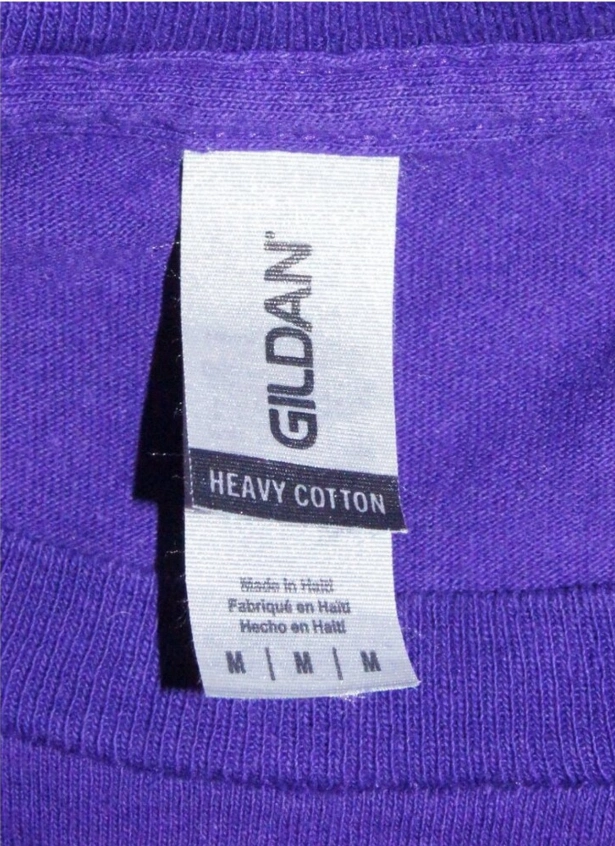 GILDAN®
HEAVY COTTON
Made in Haiti
Fabriqué en Haïti
Hecho en Haití
M | M | M